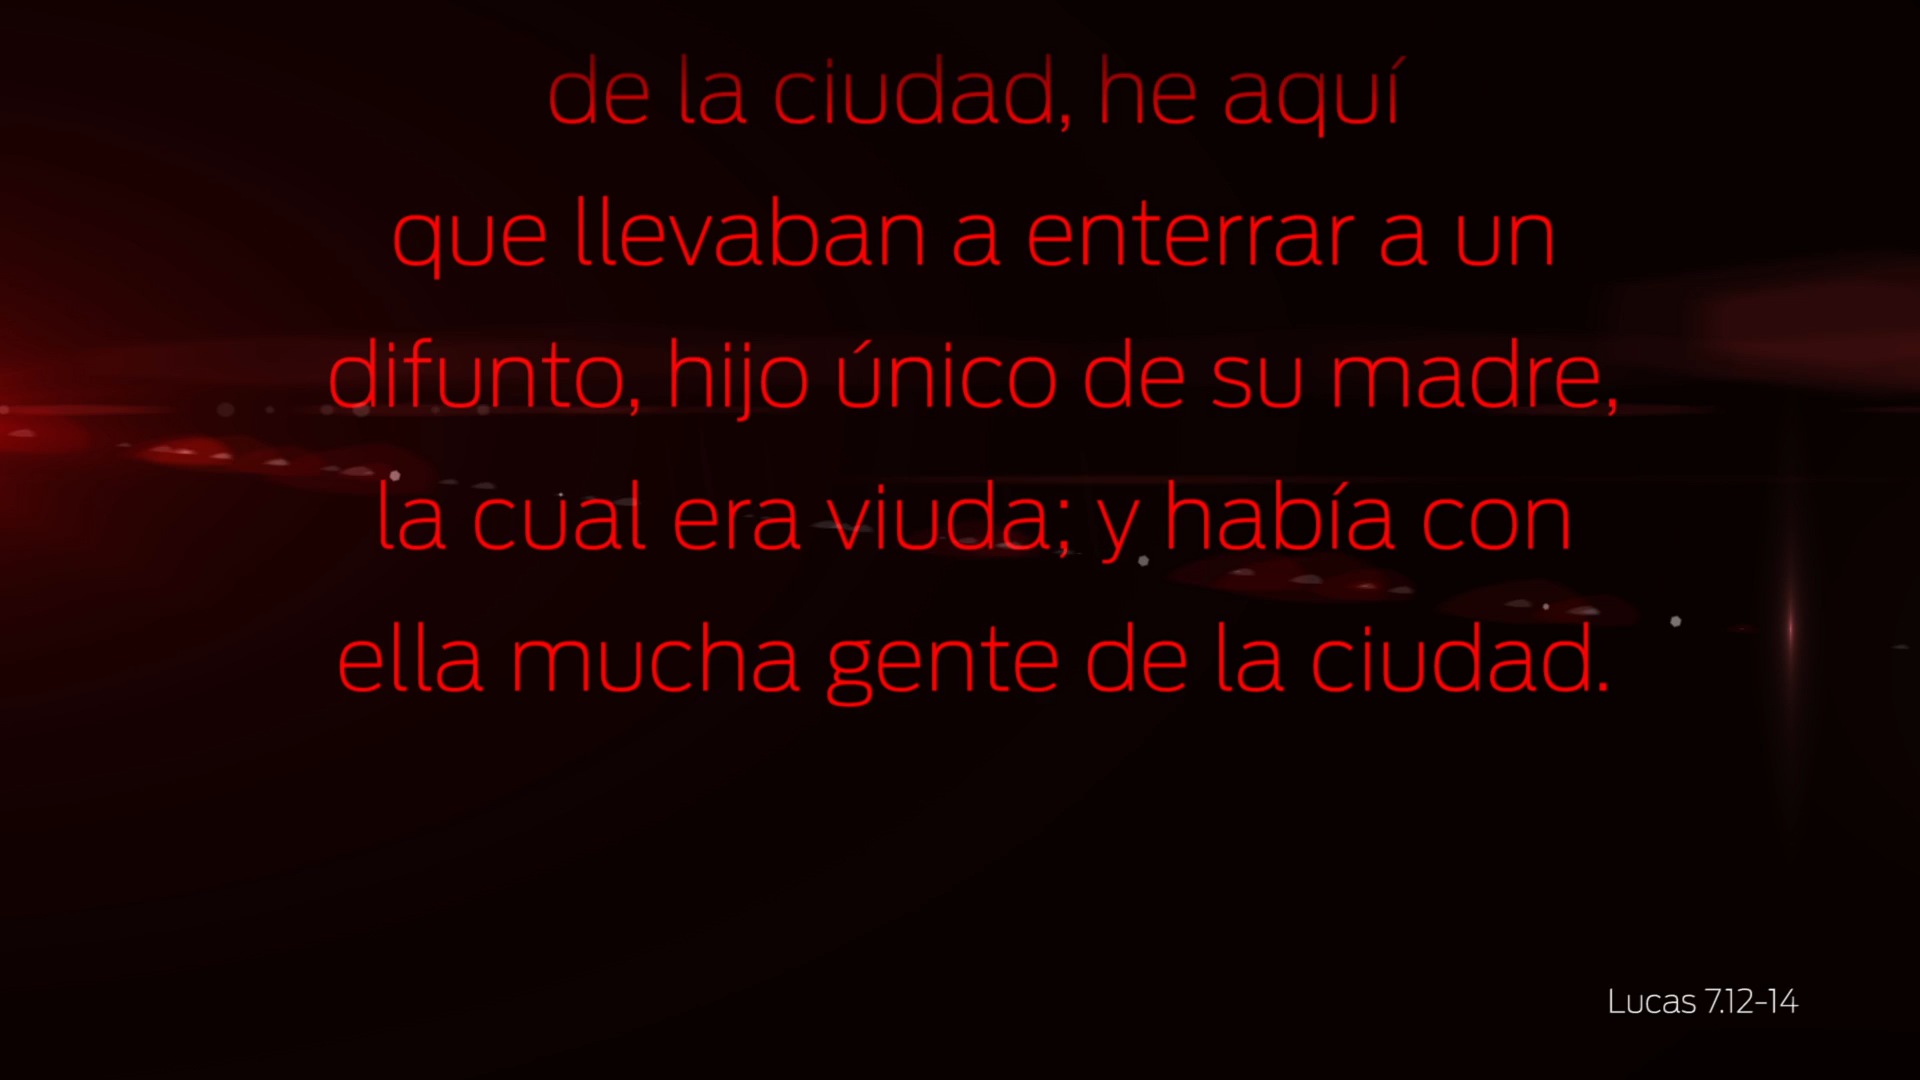 de la ciudad, he aquí
que llevaban a enterrar a un
difunto, hijo único de su madre,
la cual era viuda; y había con
ella mucha gente de la ciudad.
Lucas 7.12-14